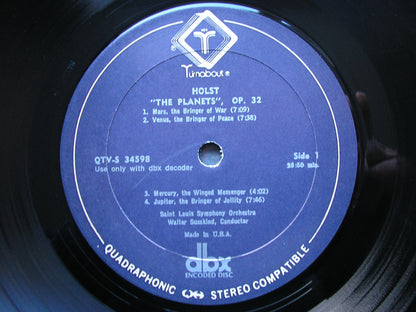 Turnabout ®
HOLST
"THE PLANETS", OP. 32
1. Mars, the Bringer of War (7:09)
2. Venus, the Bringer of Peace (7:38)
QTV-S 34598
Side 1
Use only with dbx decoder
3. Mercury, the Winged Messenger (4:02)
4. Jupiter, the Bringer of Jollity (7:46)
Saint Louis Symphony Orchestra
Walter Susskind, Conductor
Made in U.S.A.
dbx
ENCODED DISC
QUADRAPHONIC STEREO COMPATIBLE